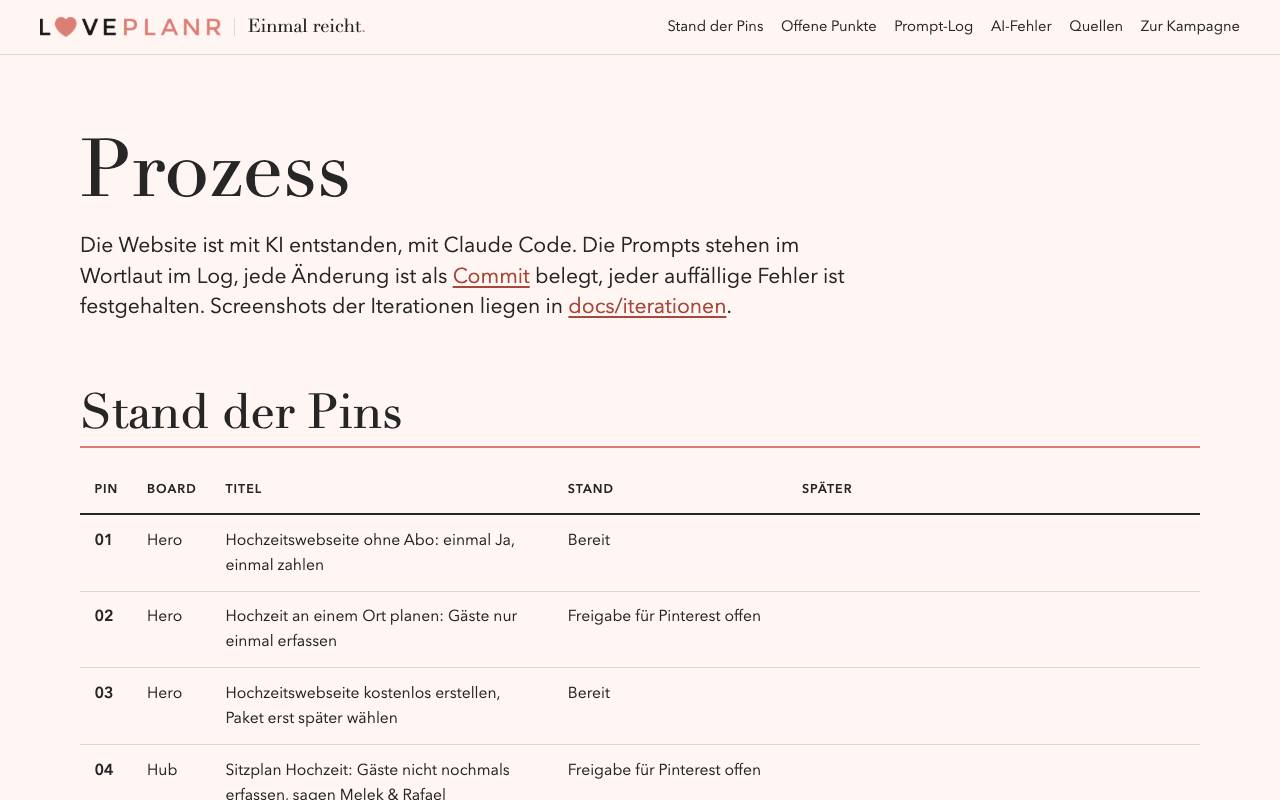 LOVEPLANR Einmal reicht. Stand der Pins Offene Punkte Prompt-Log AI-Fehler Quellen Zur Kampagne
Prozess
Die Website ist mit KI entstanden, mit Claude Code. Die Prompts stehen im
Wortlaut im Log, jede Änderung ist als Commit belegt, jeder auffällige Fehler ist
festgehalten. Screenshots der Iterationen liegen in docs/iterationen.
Stand der Pins
PIN BOARD TITEL STAND SPÄTER
01 Hero Hochzeitswebseite ohne Abo: einmal Ja, Bereit
einmal zahlen
02 Hero Hochzeit an einem Ort planen: Gäste nur Freigabe für Pinterest offen
einmal erfassen
03 Hero Hochzeitswebseite kostenlos erstellen, Bereit
Paket erst später wählen
04 Hub Sitzplan Hochzeit: Gäste nicht nochmals Freigabe für Pinterest offen
erfassen, sagen Melek & Rafael